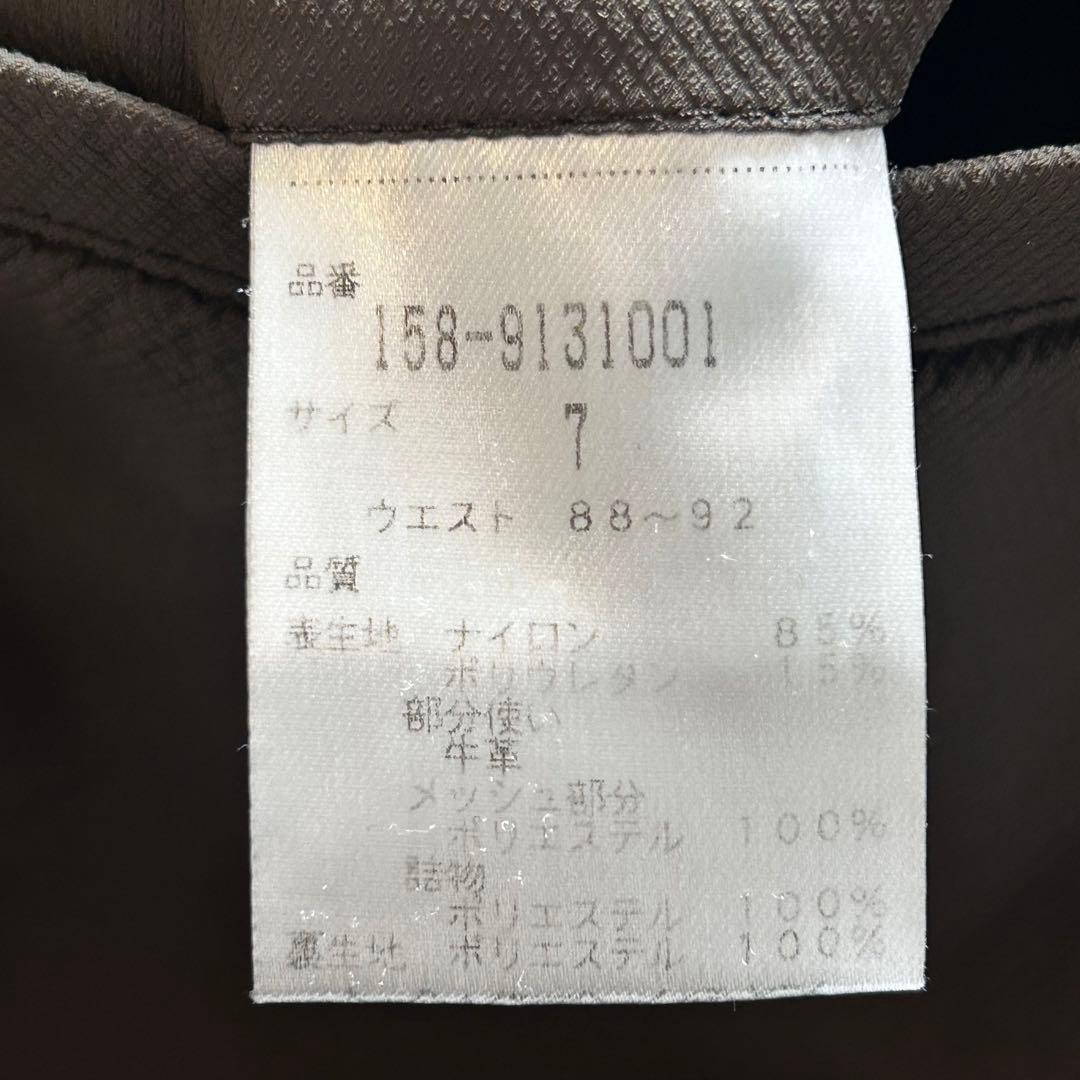 品番
158-9131001
サイズ 7
ウエスト 88~92
品質
表生地 ナイロン 85%
ポリウレタン 15%
部分使い
牛革
メッシュ部分
ポリエステル 100%
詰物
ポリエステル 100%
裏生地 ポリエステル 100%